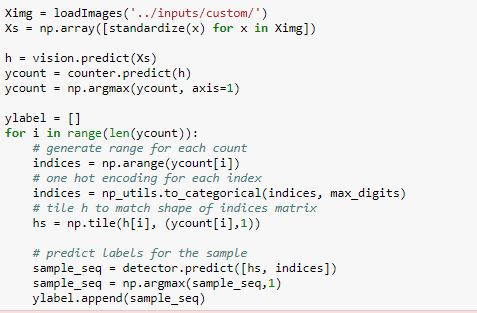 Ximg = loadImages('../inputs/custom/')
Xs = np.array([standardize(x) for x in Ximg])
h = vision.predict(Xs)
ycount = counter.predict(h)
ycount = np.argmax(ycount, axis=1)
ylabel = []
for i in range(len(ycount)):
# generate range for each count
indices = np.arange(ycount[i])
# one hot encoding for each index
indices = np_utils.to_categorical(indices, max_digits)
# tile h to match shape of indices matrix
hs = np.tile(h[i], (ycount[i],1))
# predict labels for the sample
sample_seq = detector.predict([hs, indices])
sample_seq = np.argmax(sample_seq,1)
ylabel.append(sample_seq)